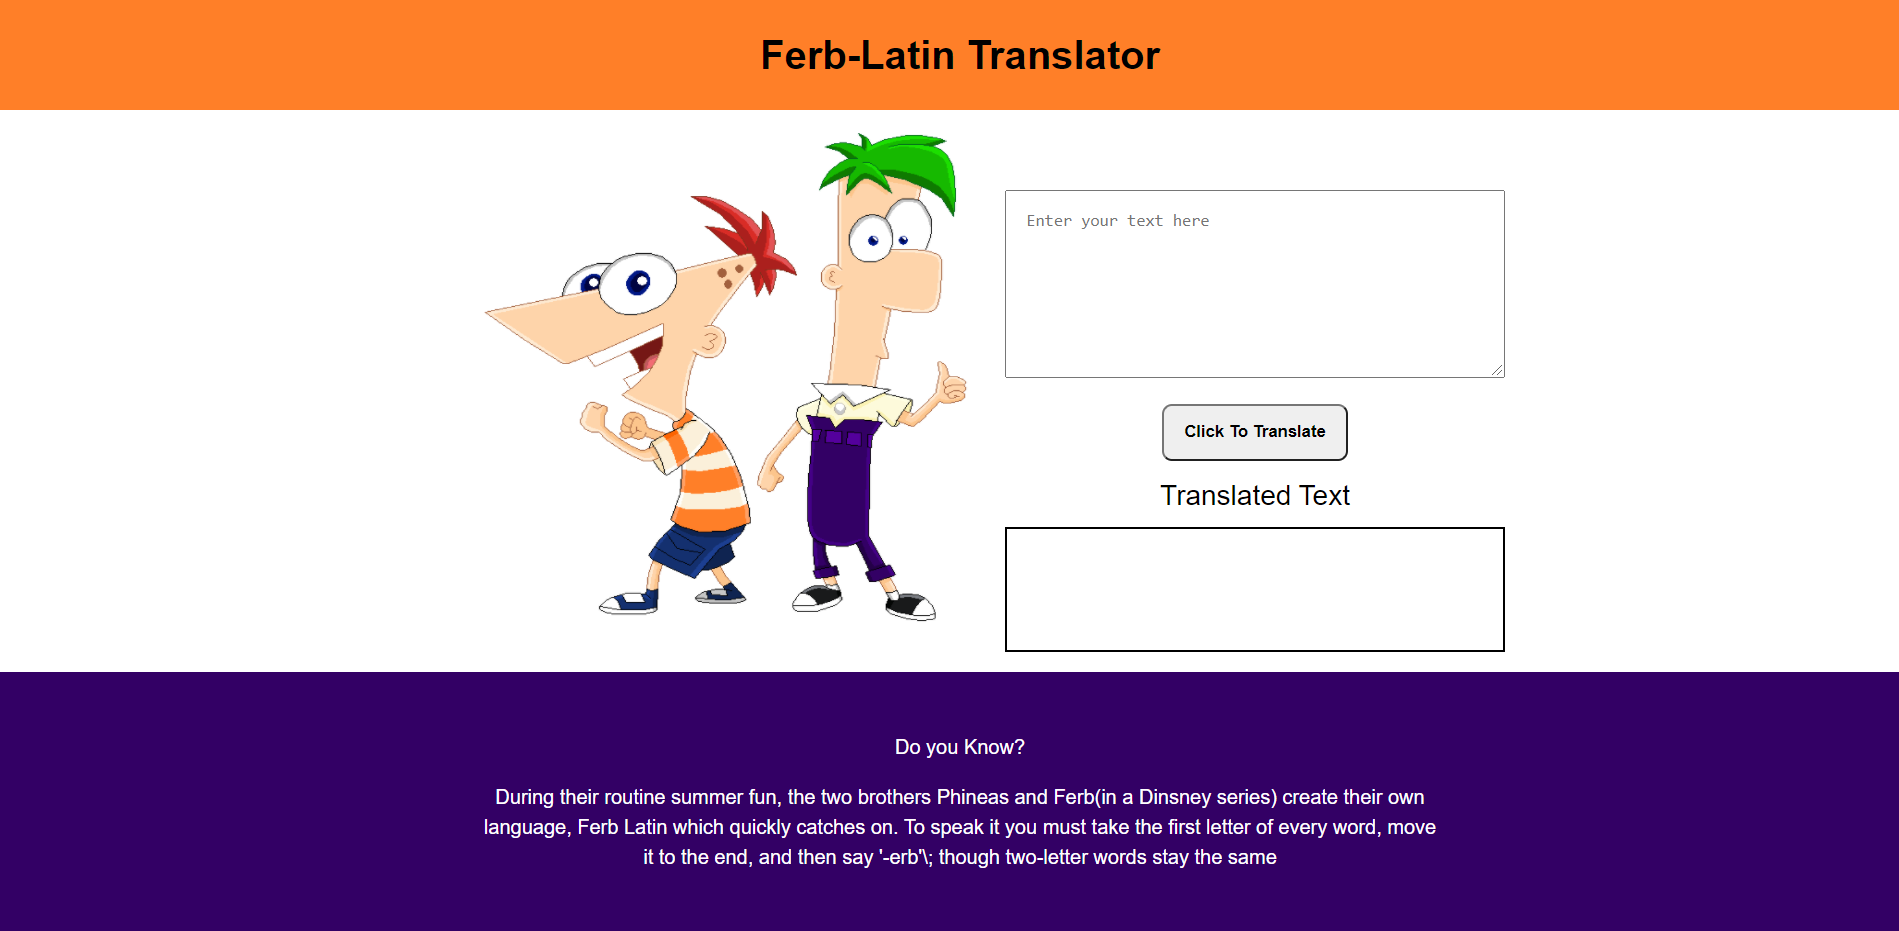 Ferb-Latin Translator
Enter your text here
Click To Translate
Translated Text
Do you Know?
During their routine summer fun, the two brothers Phineas and Ferb(in a Dinsney series) create their own
language, Ferb Latin which quickly catches on. To speak it you must take the first letter of every word, move
it to the end, and then say '-erb'\; though two-letter words stay the same